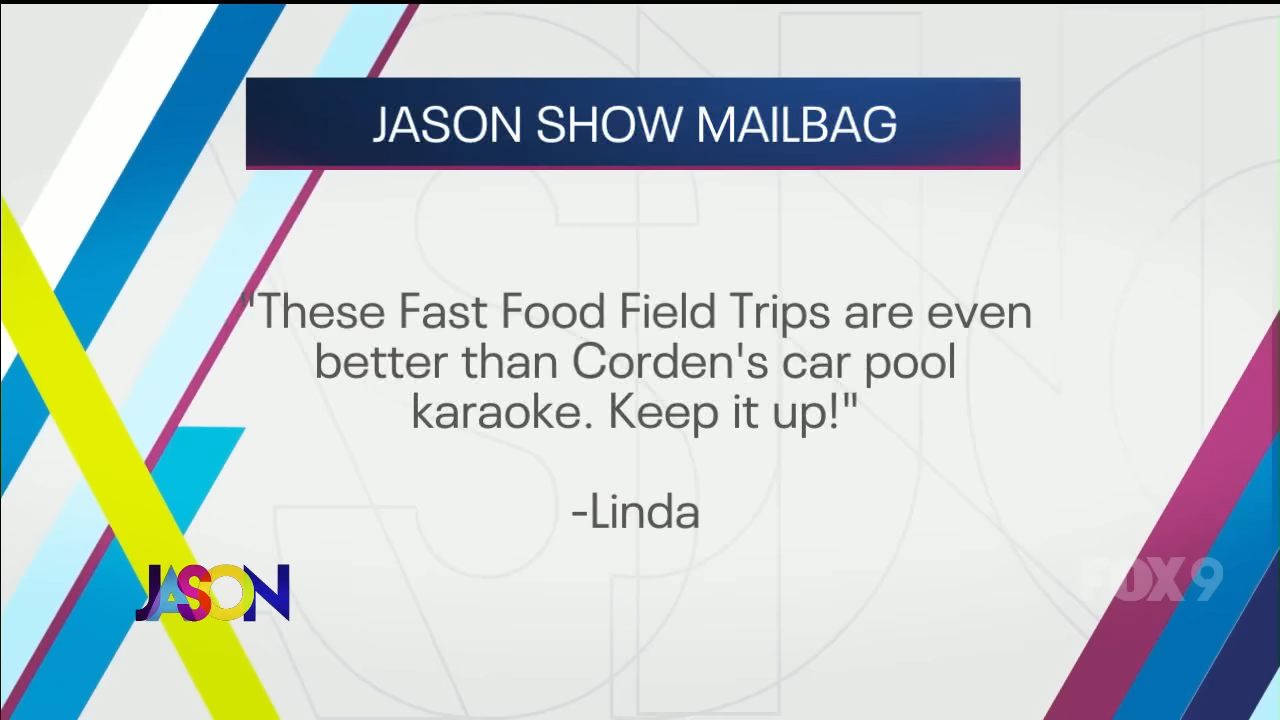 JASON SHOW MAILBAG
"These Fast Food Field Trips are even
better than Corden's car pool
karaoke. Keep it up!"
-Linda
JASON
FOX 9